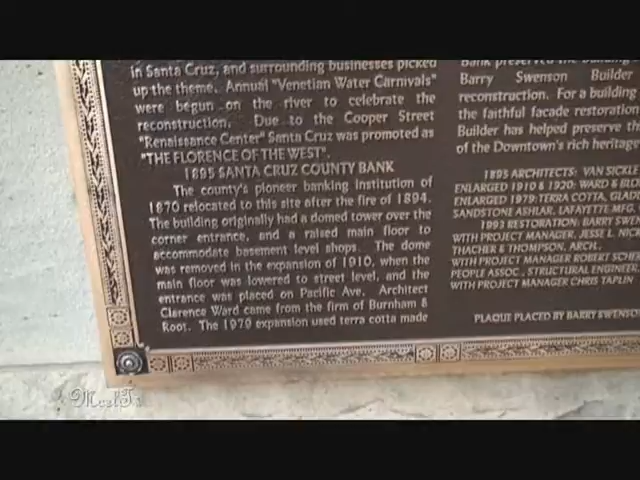 in Santa Cruz, and surrounding businesses picked
up the theme. Annual "Venetian Water Carnivals"
were begun on the river to celebrate the
reconstruction. Due to the Cooper Street
"Renaissance Center" Santa Cruz was promoted as
"THE FLORENCE OF THE WEST".
1895 SANTA CRUZ COUNTY BANK
The county's pioneer banking institution of
1870 relocated to this site after the fire of 1894.
The building originally had a domed tower over the
corner entrance, and a raised main floor to
accommodate basement level shops. The dome
was removed in the expansion of 1910, when the
main floor was lowered to street level, and the
entrance was placed on Pacific Ave. Architect
Clarence Ward came from the firm of Burnham &
Root. The 1979 expansion used terra cotta made
Bank preserved the building
Barry Swenson Builder
reconstruction. For a building
the faithful facade restoration
Builder has helped preserve th
of the Downtown's rich heritage
1895 ARCHITECTS: VAN SICKLE
ENLARGED 1910 & 1920: WARD & BLO
ENLARGED 1979: TERRA COTTA, GLADI
SANDSTONE ASHLAR, LAFAYETTE MFG.
1993 RESTORATION: BARRY SWE
WITH PROJECT MANAGER, JESSE L. NICK
THACHER & THOMPSON, ARCH.
WITH PROJECT MANAGER ROBERT SCHE
PEOPLE ASSOC., STRUCTURAL ENGINEER
WITH PROJECT MANAGER CHRIS TAPLIN
PLAQUE PLACED BY BARRY SWENSO